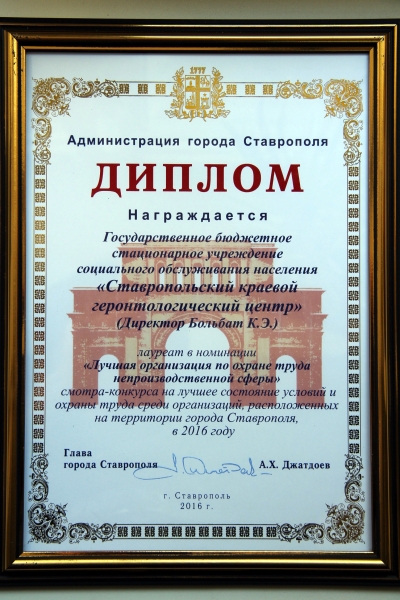 1777
Администрация города Ставрополя
ДИПЛОМ
Награждается
Государственное бюджетное
стационарное учреждение
социального обслуживания населения
«Ставропольский краевой
геронтологический центр»
(Директор Больбат К.Э.)
лауреат в номинации
«Лучшая организация по охране труда
непроизводственной сферы»
смотра-конкурса на лучшее состояние условий и
охраны труда среди организаций, расположенных
на территории города Ставрополя,
в 2016 году
Глава
города Ставрополя А.Х. Джатдоев
г. Ставрополь
2016 г.